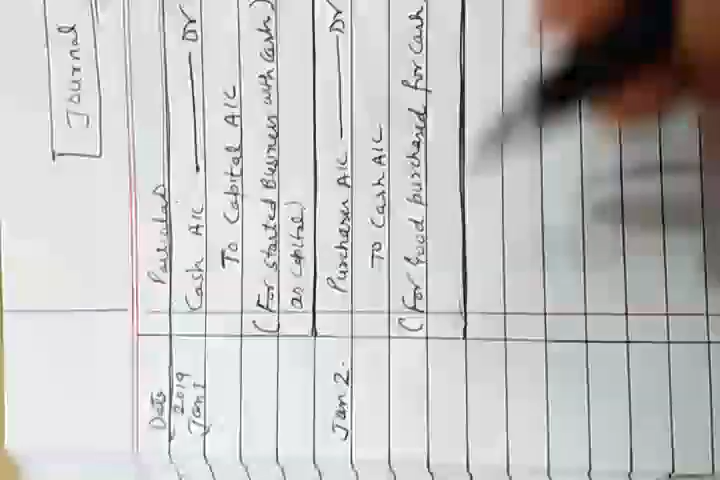 Journal
Date Particulars
2019
Jan 1 Cash A/C Dr
To Capital A/C
(For started Business with Cash
as Capital)
Jan 2. Purchases A/C Dr
To Cash A/C
(For Good purchased for Cash